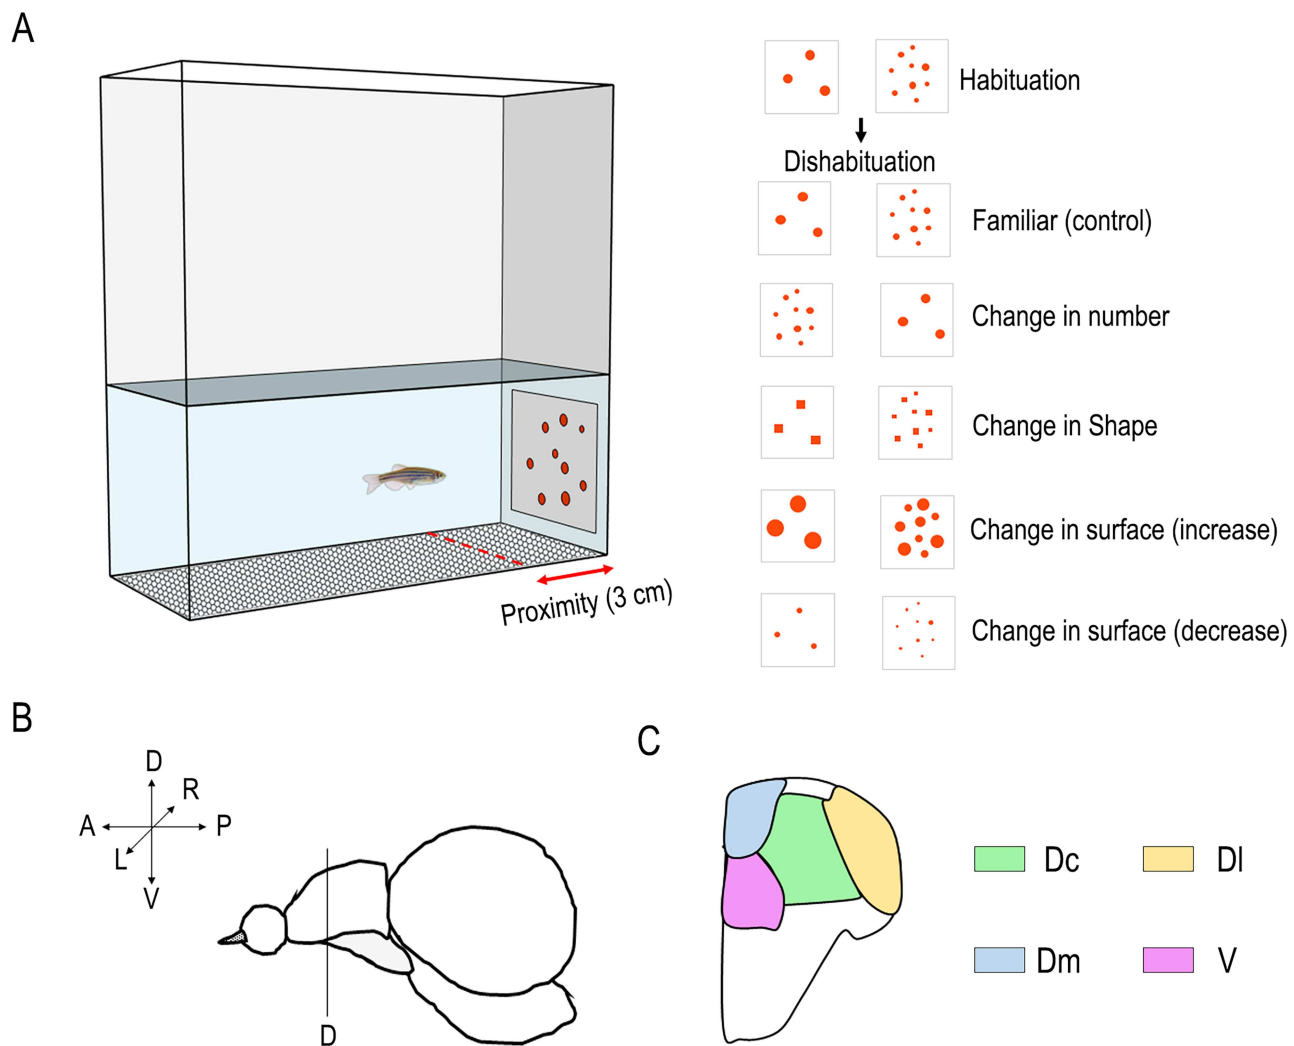 A
Habituation
Dishabituation
Familiar (control)
Change in number
Change in Shape
Change in surface (increase)
Change in surface (decrease)
Proximity (3 cm)
B
D
R
A
P
L
V
D
C
Dc
Dl
Dm
V